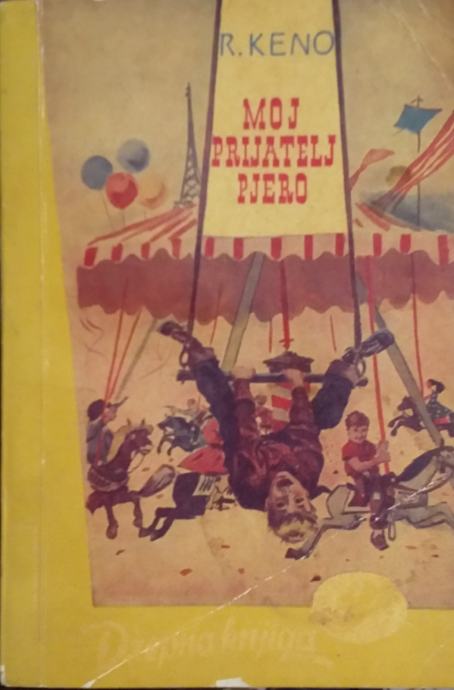 R. KENO
MOJ
PRIJATELJ
PJERO
Džepna knjiga